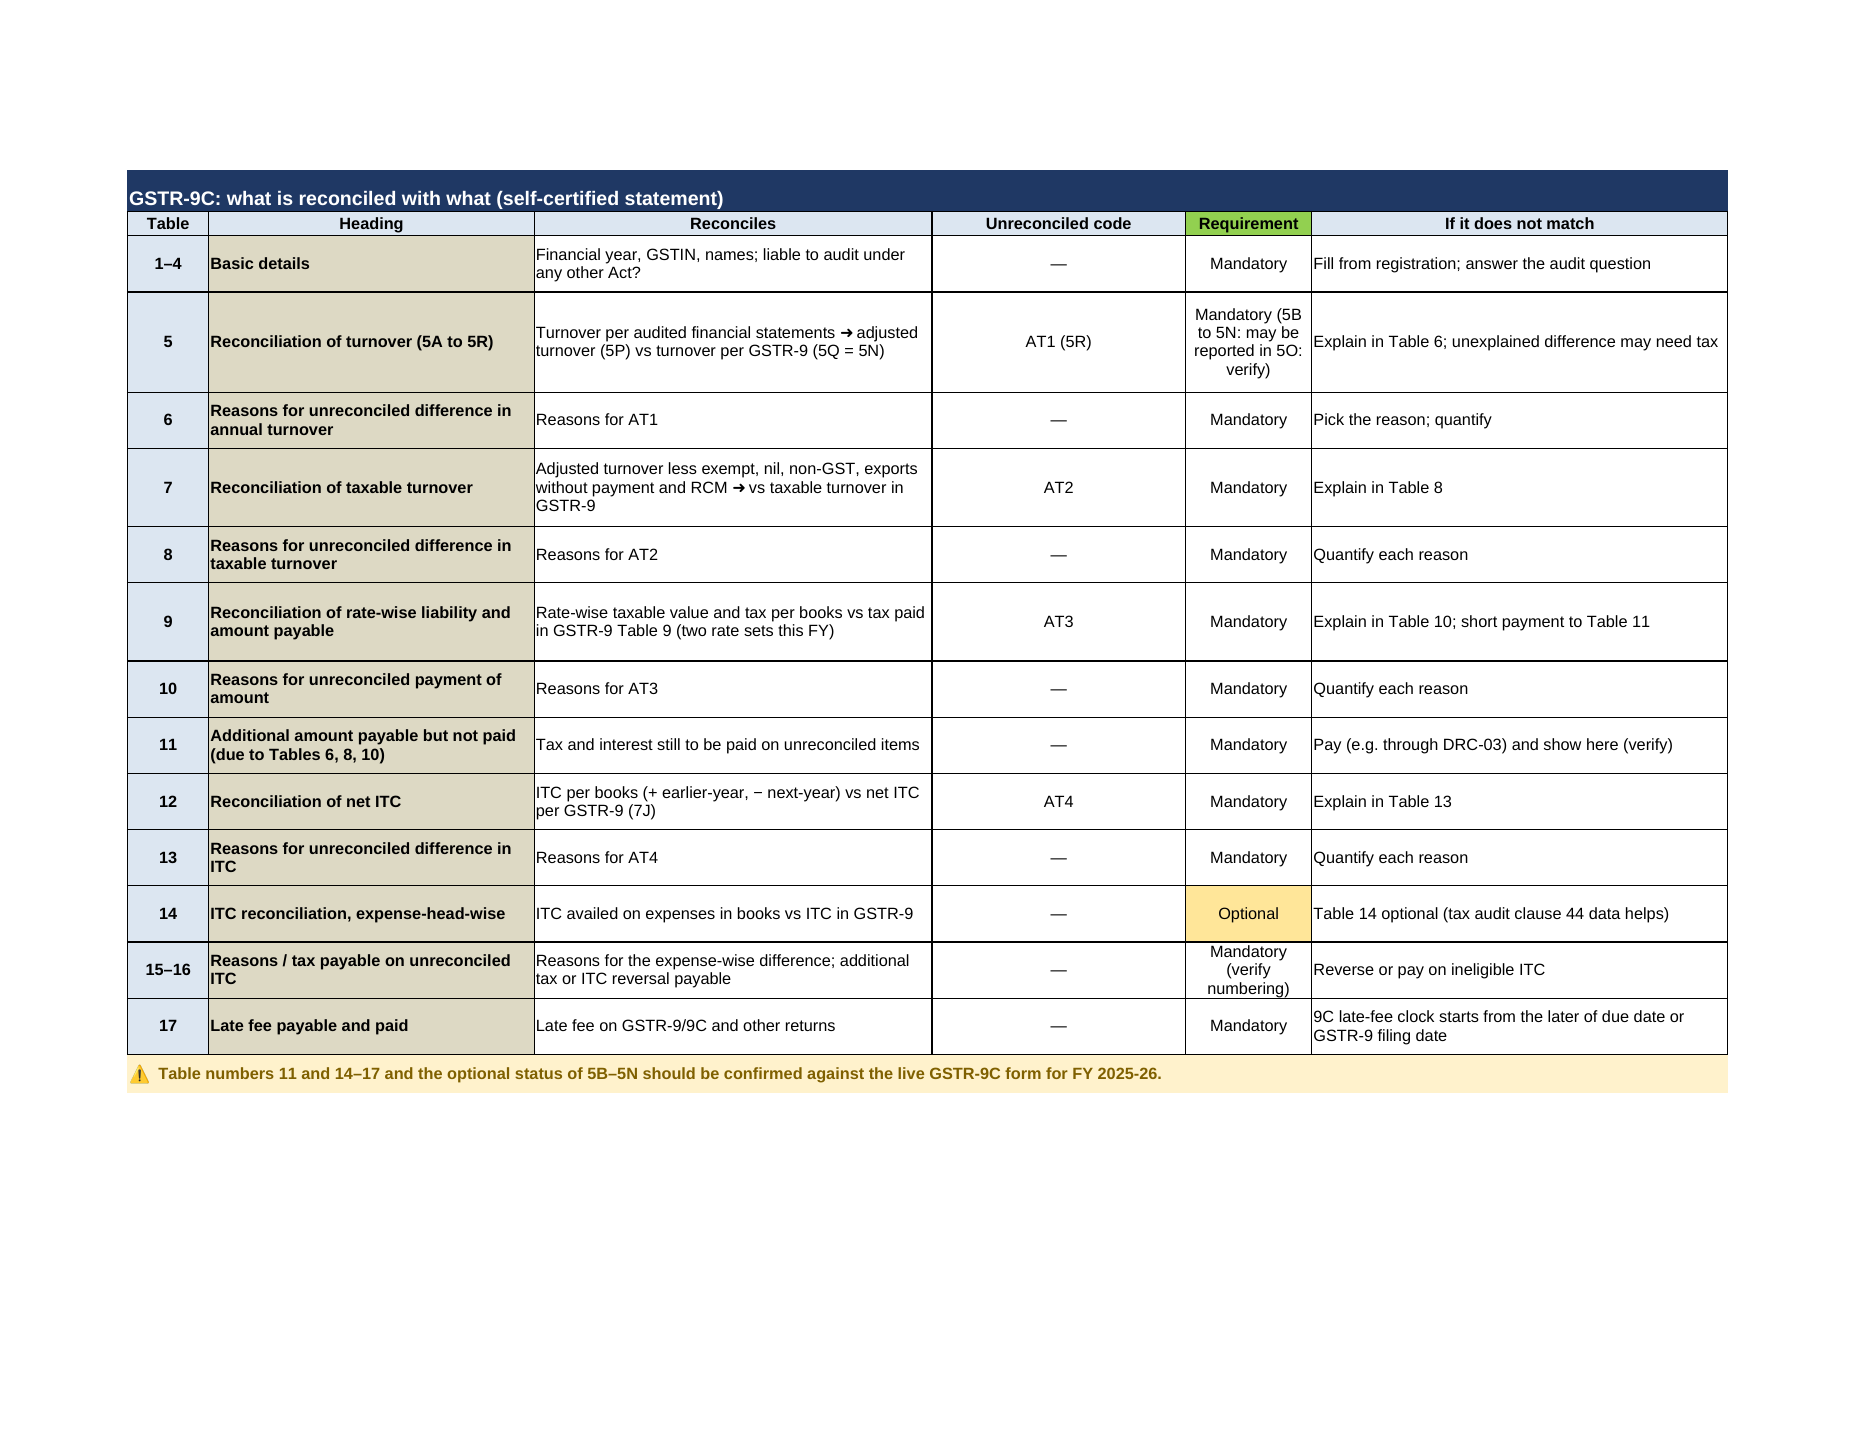 GSTR-9C: what is reconciled with what (self-certified statement)
Table Heading Reconciles Unreconciled code Requirement If it does not match
1–4 Basic details Financial year, GSTIN, names; liable to audit under
any other Act? — Mandatory Fill from registration; answer the audit question
5 Reconciliation of turnover (5A to 5R) Turnover per audited financial statements ➜ adjusted
turnover (5P) vs turnover per GSTR-9 (5Q = 5N) AT1 (5R) Mandatory (5B
to 5N: may be
reported in 5O:
verify) Explain in Table 6; unexplained difference may need tax
6 Reasons for unreconciled difference in
annual turnover Reasons for AT1 — Mandatory Pick the reason; quantify
7 Reconciliation of taxable turnover Adjusted turnover less exempt, nil, non-GST, exports
without payment and RCM ➜ vs taxable turnover in
GSTR-9 AT2 Mandatory Explain in Table 8
8 Reasons for unreconciled difference in
taxable turnover Reasons for AT2 — Mandatory Quantify each reason
9 Reconciliation of rate-wise liability and
amount payable Rate-wise taxable value and tax per books vs tax paid
in GSTR-9 Table 9 (two rate sets this FY) AT3 Mandatory Explain in Table 10; short payment to Table 11
10 Reasons for unreconciled payment of
amount Reasons for AT3 — Mandatory Quantify each reason
11 Additional amount payable but not paid
(due to Tables 6, 8, 10) Tax and interest still to be paid on unreconciled items — Mandatory Pay (e.g. through DRC-03) and show here (verify)
12 Reconciliation of net ITC ITC per books (+ earlier-year, − next-year) vs net ITC
per GSTR-9 (7J) AT4 Mandatory Explain in Table 13
13 Reasons for unreconciled difference in
ITC Reasons for AT4 — Mandatory Quantify each reason
14 ITC reconciliation, expense-head-wise ITC availed on expenses in books vs ITC in GSTR-9 — Optional Table 14 optional (tax audit clause 44 data helps)
15–16 Reasons / tax payable on unreconciled
ITC Reasons for the expense-wise difference; additional
tax or ITC reversal payable — Mandatory
(verify
numbering) Reverse or pay on ineligible ITC
17 Late fee payable and paid Late fee on GSTR-9/9C and other returns — Mandatory 9C late-fee clock starts from the later of due date or
GSTR-9 filing date
⚠️ Table numbers 11 and 14–17 and the optional status of 5B–5N should be confirmed against the live GSTR-9C form for FY 2025-26.